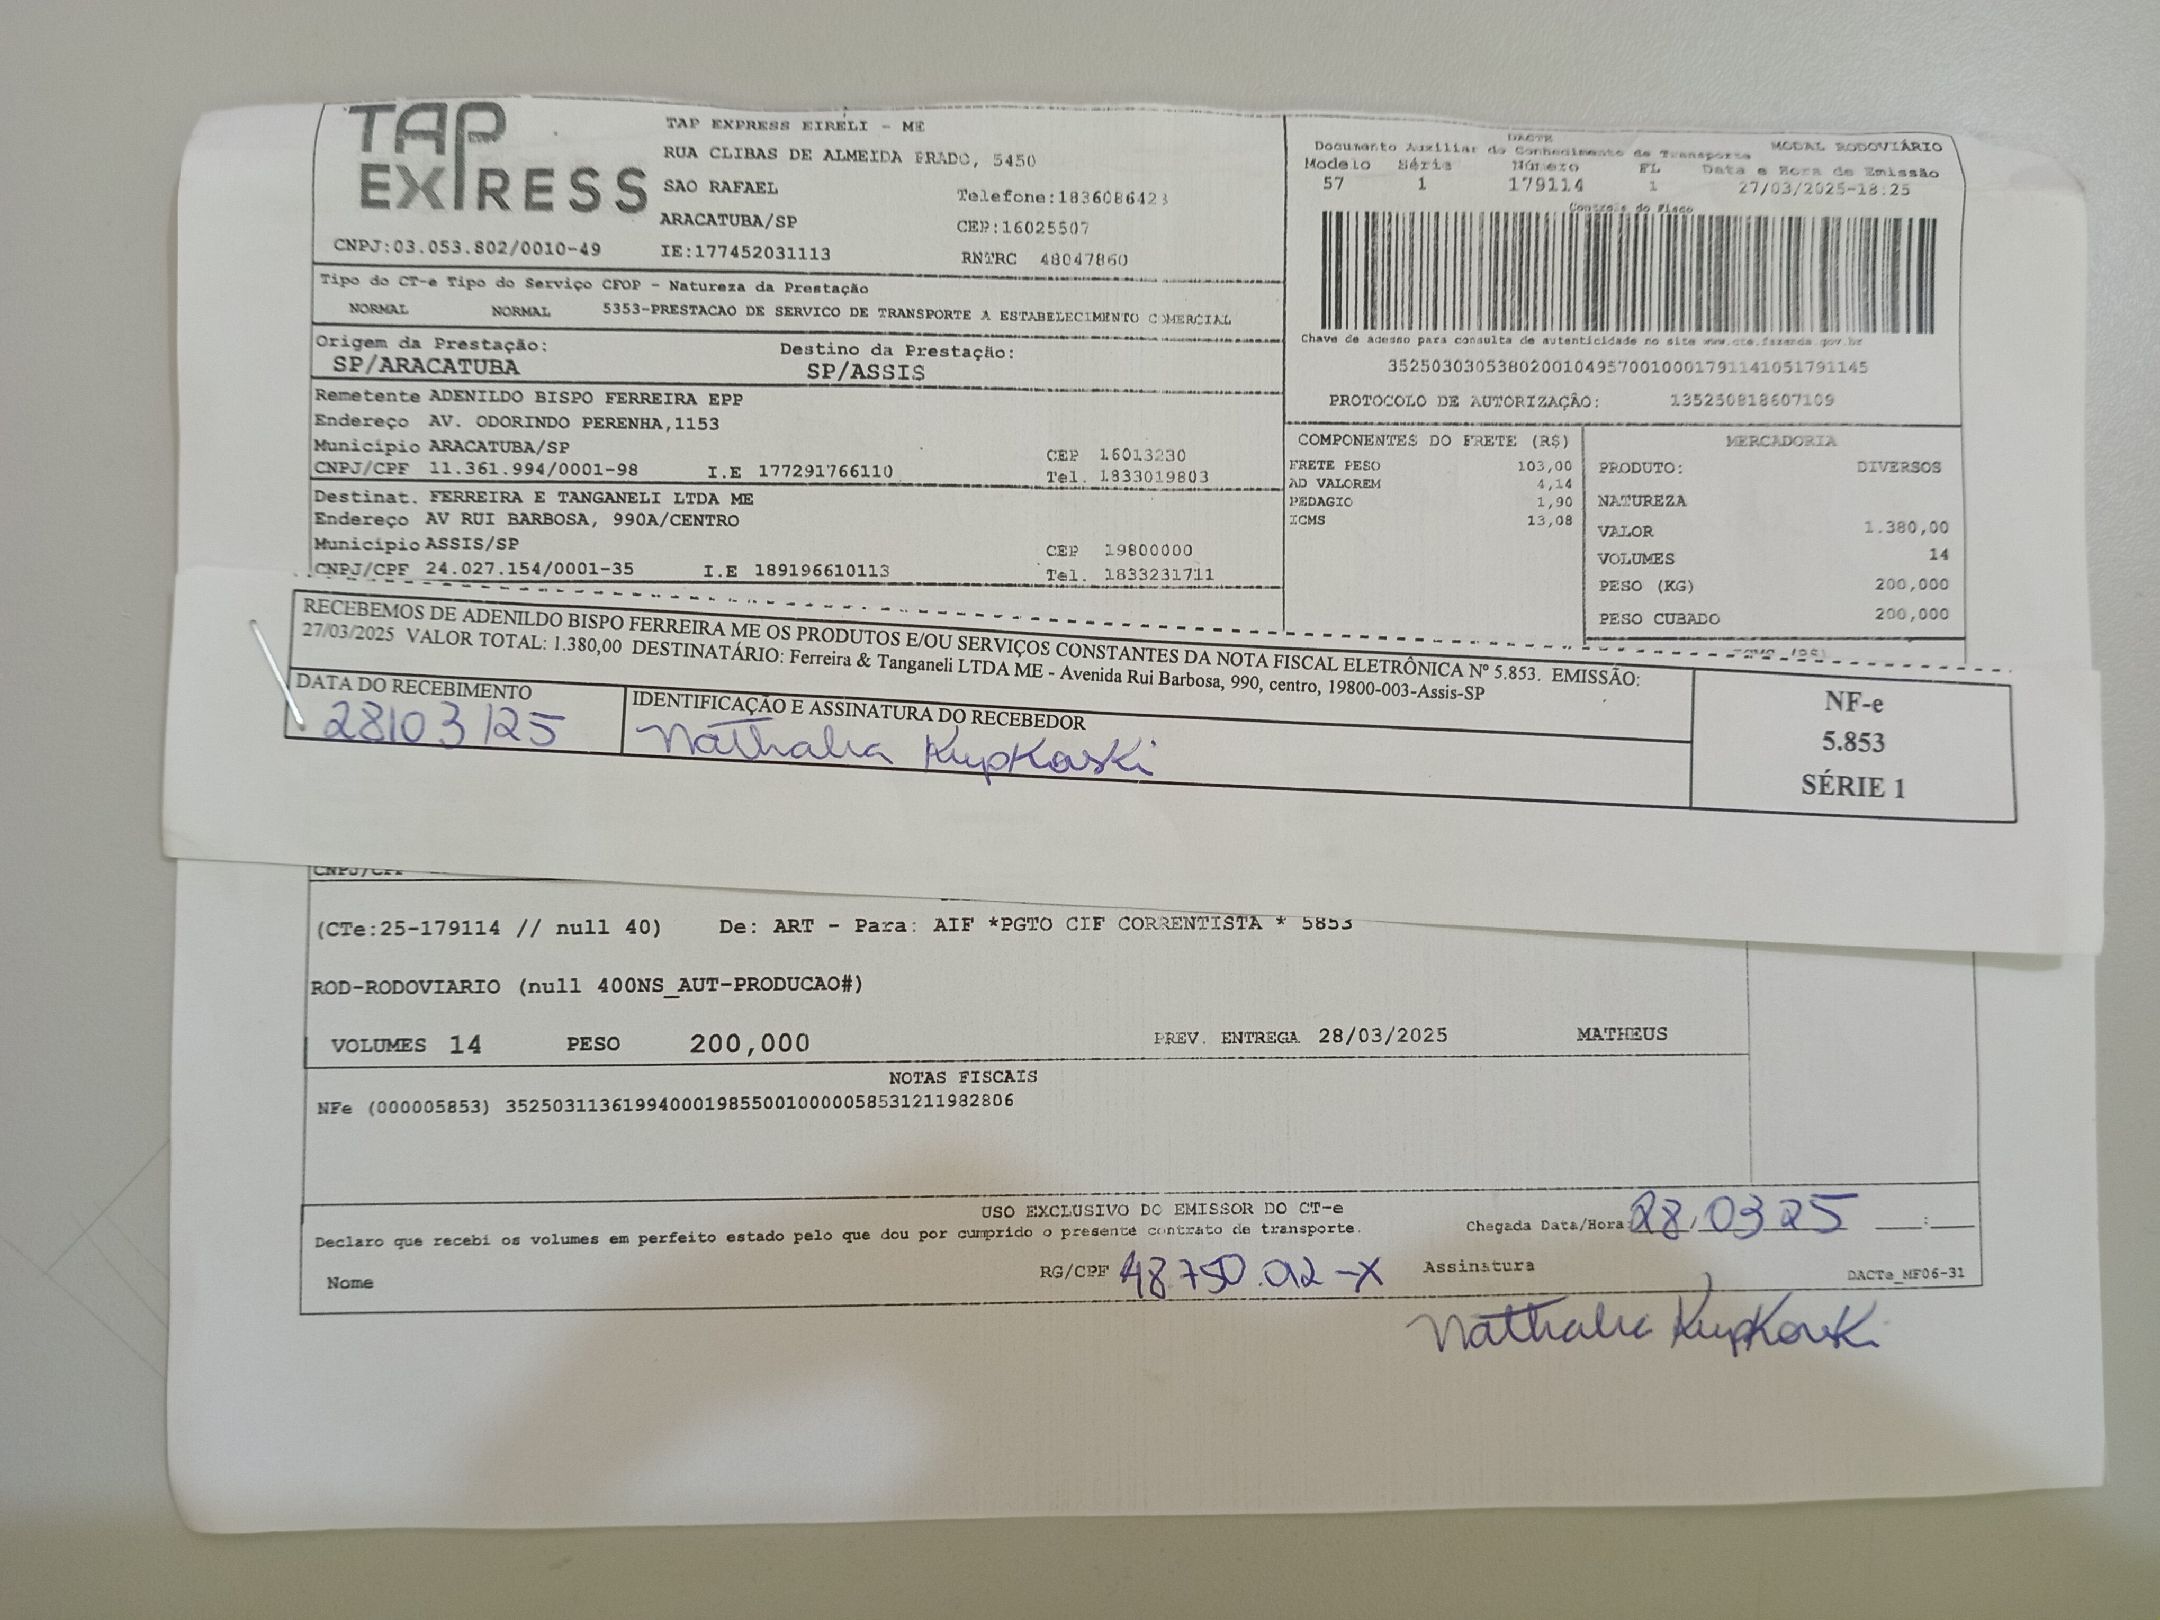 TAP EXPRESS
TAP EXPRESS EIRELI - ME
RUA CLIBAS DE ALMEIDA PRADO, 5450
SAO RAFAEL
Telefone:1836086423
ARACATUBA/SP
CEP:16025507
CNPJ:03.053.802/0010-49
IE:177452031113
RNTRC 48047860
DACTE
MODAL RODOVIÁRIO
Documento Auxiliar do Conhecimento de Transporte
Modelo Série Número FL Data e Hora de Emissão
57 1 179114 1 27/03/2025-18:25
Controle do Fisco
Chave de acesso para consulta de autenticidade no site www.cte.fazenda.gov.br
35250303053802001049570010001791141051791145
PROTOCOLO DE AUTORIZAÇÃO: 135250818607109
Tipo do CT-e Tipo do Serviço CFOP - Natureza da Prestação
NORMAL NORMAL 5353-PRESTACAO DE SERVICO DE TRANSPORTE A ESTABELECIMENTO COMERCIAL
Origem da Prestação: Destino da Prestação:
SP/ARACATUBA SP/ASSIS
Remetente ADENILDO BISPO FERREIRA EPP
Endereço AV. ODORINDO PERENHA,1153
Município ARACATUBA/SP CEP 16013230
CNPJ/CPF 11.361.994/0001-98 I.E 177291766110 Tel. 1833019803
Destinat. FERREIRA E TANGANELI LTDA ME
Endereço AV RUI BARBOSA, 990A/CENTRO
Município ASSIS/SP CEP 19800000
CNPJ/CPF 24.027.154/0001-35 I.E 189196610113 Tel. 1833231711
COMPONENTES DO FRETE (R$)
FRETE PESO 103,00
AD VALOREM 4,14
PEDAGIO 1,90
ICMS 13,08
MERCADORIA
PRODUTO: DIVERSOS
NATUREZA
VALOR 1.380,00
VOLUMES 14
PESO (KG) 200,000
PESO CUBADO 200,000
RECEBEMOS DE ADENILDO BISPO FERREIRA ME OS PRODUTOS E/OU SERVIÇOS CONSTANTES DA NOTA FISCAL ELETRÔNICA Nº 5.853. EMISSÃO:
27/03/2025 VALOR TOTAL: 1.380,00 DESTINATÁRIO: Ferreira & Tanganeli LTDA ME - Avenida Rui Barbosa, 990, centro, 19800-003-Assis-SP
DATA DO RECEBIMENTO
28/03/25
IDENTIFICAÇÃO E ASSINATURA DO RECEBEDOR
Nathalia Kupkovski
NF-e
5.853
SÉRIE 1
CNPJ/CPF
(CTe:25-179114 // null 40) De: ART - Para: AIF *PGTO CIF CORRENTISTA * 5853
ROD-RODOVIARIO (null 400NS_AUT-PRODUCAO#)
VOLUMES 14 PESO 200,000 PREV. ENTREGA 28/03/2025 MATHEUS
NOTAS FISCAIS
NFe (000005853) 35250311361994000198550010000058531211982806
USO EXCLUSIVO DO EMISSOR DO CT-e
Declaro que recebi os volumes em perfeito estado pelo que dou por cumprido o presente contrato de transporte.
Chegada Data/Hora 28/03 25 :
Nome RG/CPF 48.750.012-X Assinatura DACTe_MF06-31
Nathalia Kupkovski